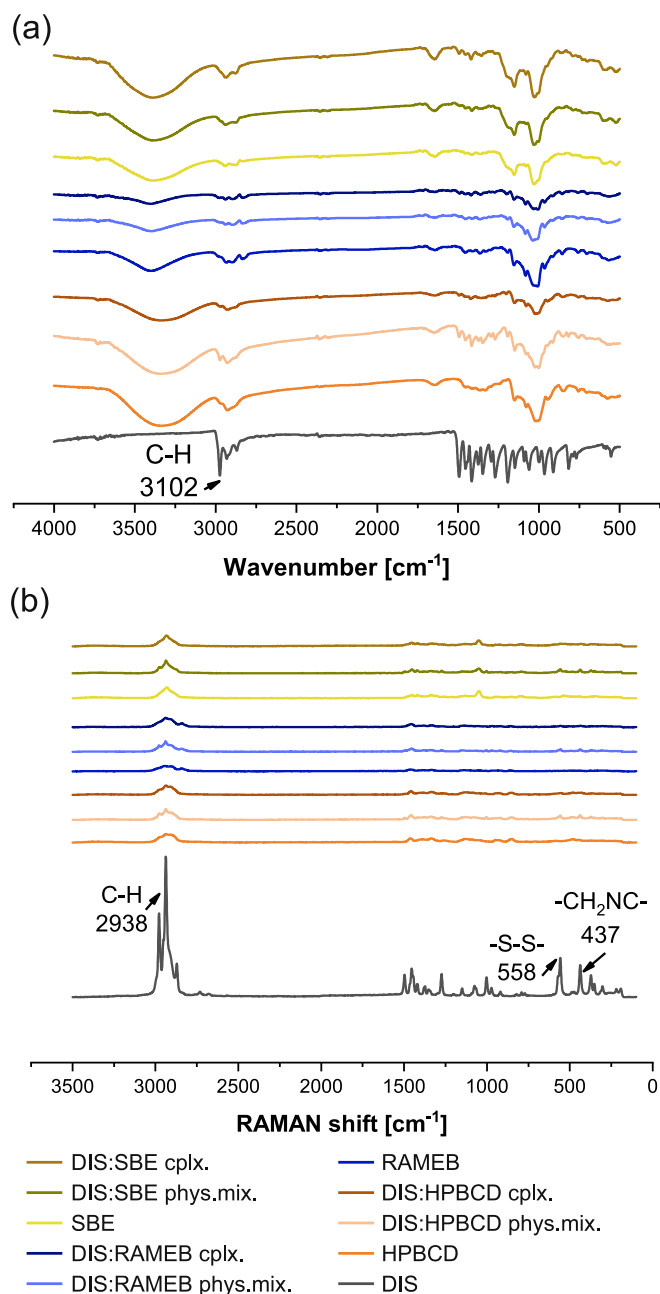 (a)
C-H
3102
4000 3500 3000 2500 2000 1500 1000 500
Wavenumber [cm⁻¹]
(b)
C-H
2938
-CH₂NC-
437
-S-S-
558
3500 3000 2500 2000 1500 1000 500 0
RAMAN shift [cm⁻¹]
DIS:SBE cplx.
DIS:SBE phys.mix.
SBE
DIS:RAMEB cplx.
DIS:RAMEB phys.mix.
RAMEB
DIS:HPBCD cplx.
DIS:HPBCD phys.mix.
HPBCD
DIS